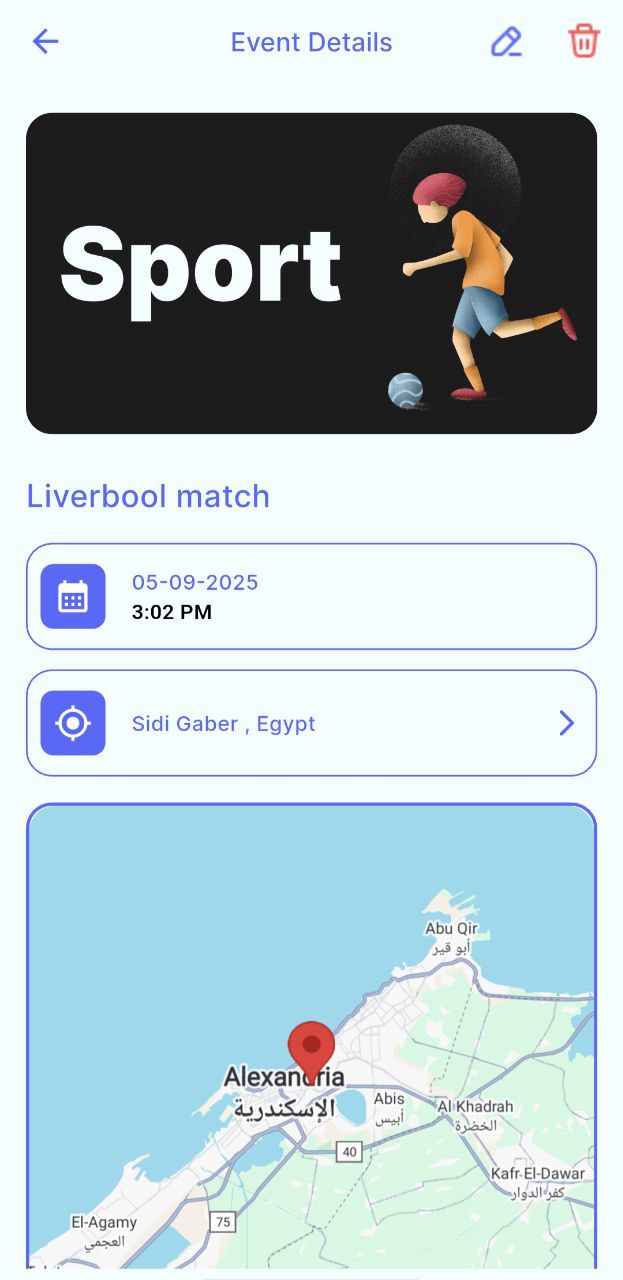 Event Details
Sport
Liverbool match
05-09-2025
3:02 PM
Sidi Gaber , Egypt
Abu Qir
أبو قير
Alexandria
الإسكندرية
Abis
أبيس
Al Khadrah
الخضرة
40
Kafr El-Dawar
كفر الدوار
El-Agamy
العجمي
75